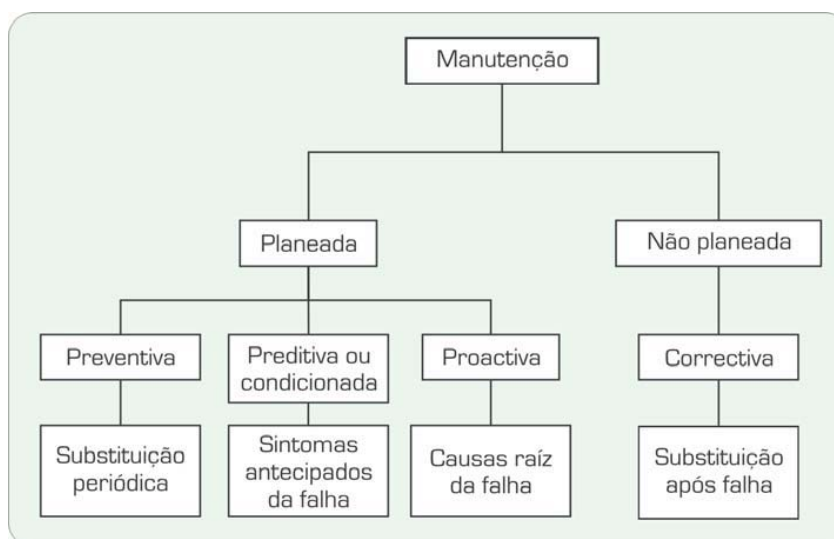 Manutenção
Planeada
Não planeada
Preventiva
Preditiva ou
condicionada
Proactiva
Correctiva
Substituição
periódica
Sintomas
antecipados
da falha
Causas raíz
da falha
Substituição
após falha